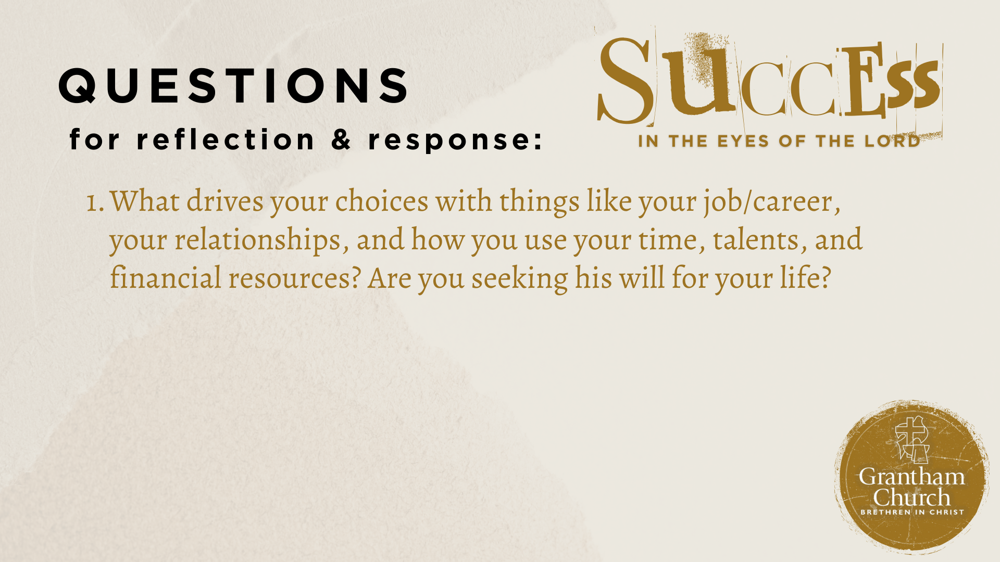 QUESTIONS
for reflection & response:
SuccEss
IN THE EYES OF THE LORD
1. What drives your choices with things like your job/career,
your relationships, and how you use your time, talents, and
financial resources? Are you seeking his will for your life?
Grantham
Church
BRETHREN IN CHRIST